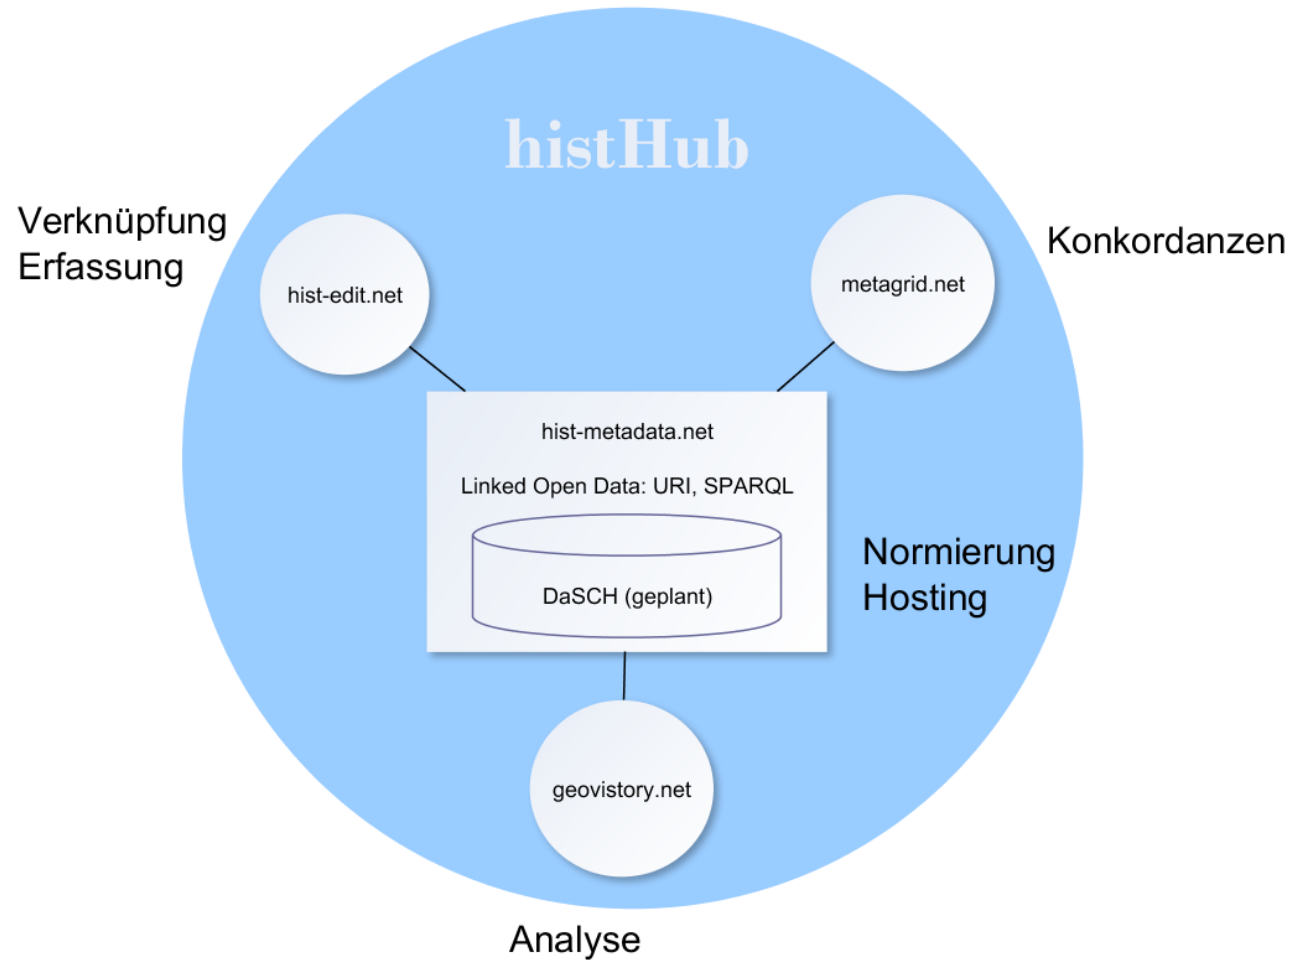 histHub
Verknüpfung
Erfassung
hist-edit.net
metagrid.net
Konkordanzen
hist-metadata.net
Linked Open Data: URI, SPARQL
DaSCH (geplant)
Normierung
Hosting
geovistory.net
Analyse